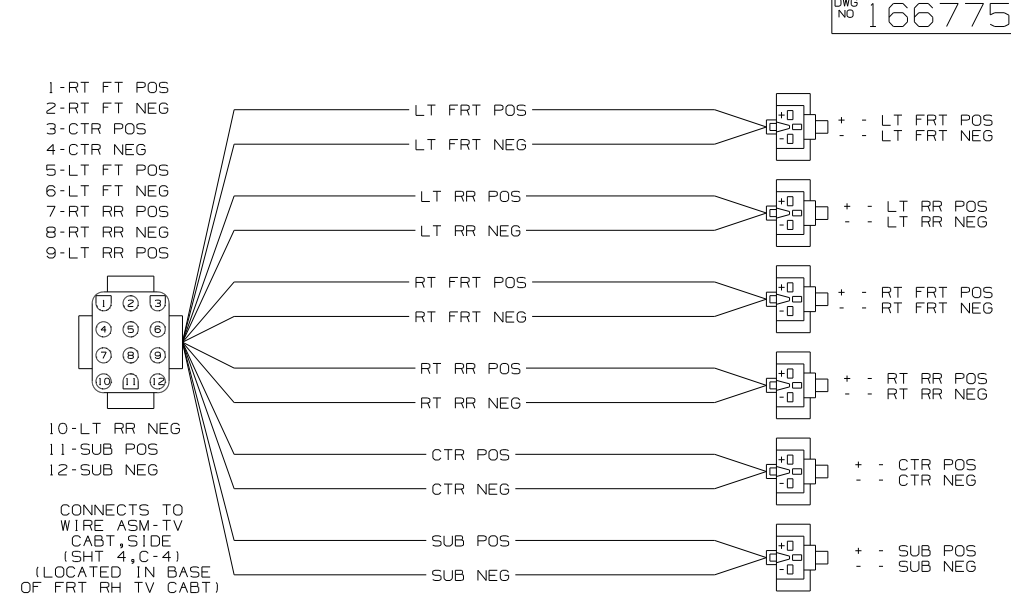 DWG
NO 166775
1-RT FT POS
2-RT FT NEG
3-CTR POS
4-CTR NEG
5-LT FT POS
6-LT FT NEG
7-RT RR POS
8-RT RR NEG
9-LT RR POS
1 2 3
4 5 6
7 8 9
10 11 12
10-LT RR NEG
11-SUB POS
12-SUB NEG
CONNECTS TO
WIRE ASM-TV
CABT,SIDE
(SHT 4,C-4)
(LOCATED IN BASE
OF FRT RH TV CABT)
LT FRT POS
LT FRT NEG
+
-
+ - LT FRT POS
- - LT FRT NEG
LT RR POS
LT RR NEG
+
-
+ - LT RR POS
- - LT RR NEG
RT FRT POS
RT FRT NEG
+
-
+ - RT FRT POS
- - RT FRT NEG
RT RR POS
RT RR NEG
+
-
+ - RT RR POS
- - RT RR NEG
CTR POS
CTR NEG
+
-
+ - CTR POS
- - CTR NEG
SUB POS
SUB NEG
+
-
+ - SUB POS
- - SUB NEG